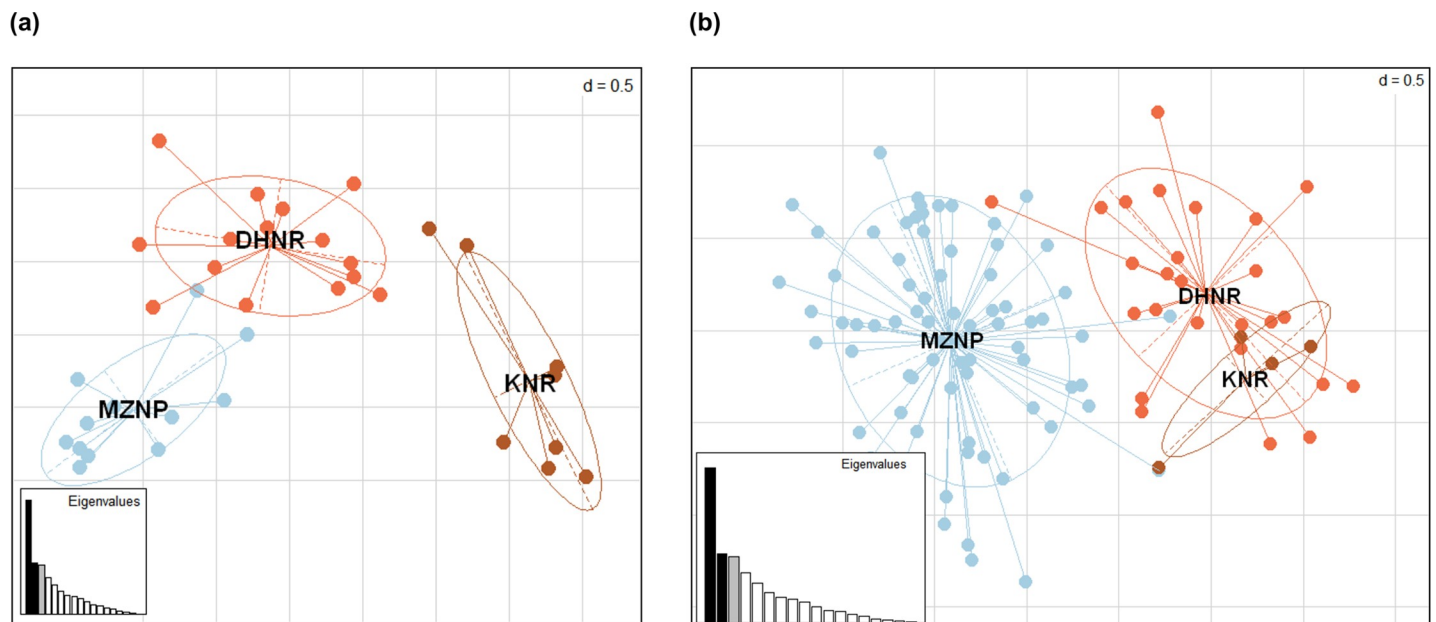 (a)
(b)
d = 0.5
DHNR
KNR
MZNP
Eigenvalues
d = 0.5
DHNR
MZNP
KNR
Eigenvalues